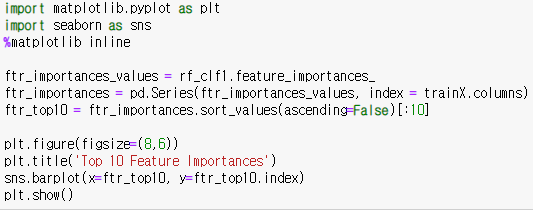 import matplotlib.pyplot as plt
import seaborn as sns
%matplotlib inline
ftr_importances_values = rf_clf1.feature_importances_
ftr_importances = pd.Series(ftr_importances_values, index = trainX.columns)
ftr_top10 = ftr_importances.sort_values(ascending=False)[:10]
plt.figure(figsize=(8,6))
plt.title('Top 10 Feature Importances')
sns.barplot(x=ftr_top10, y=ftr_top10.index)
plt.show()